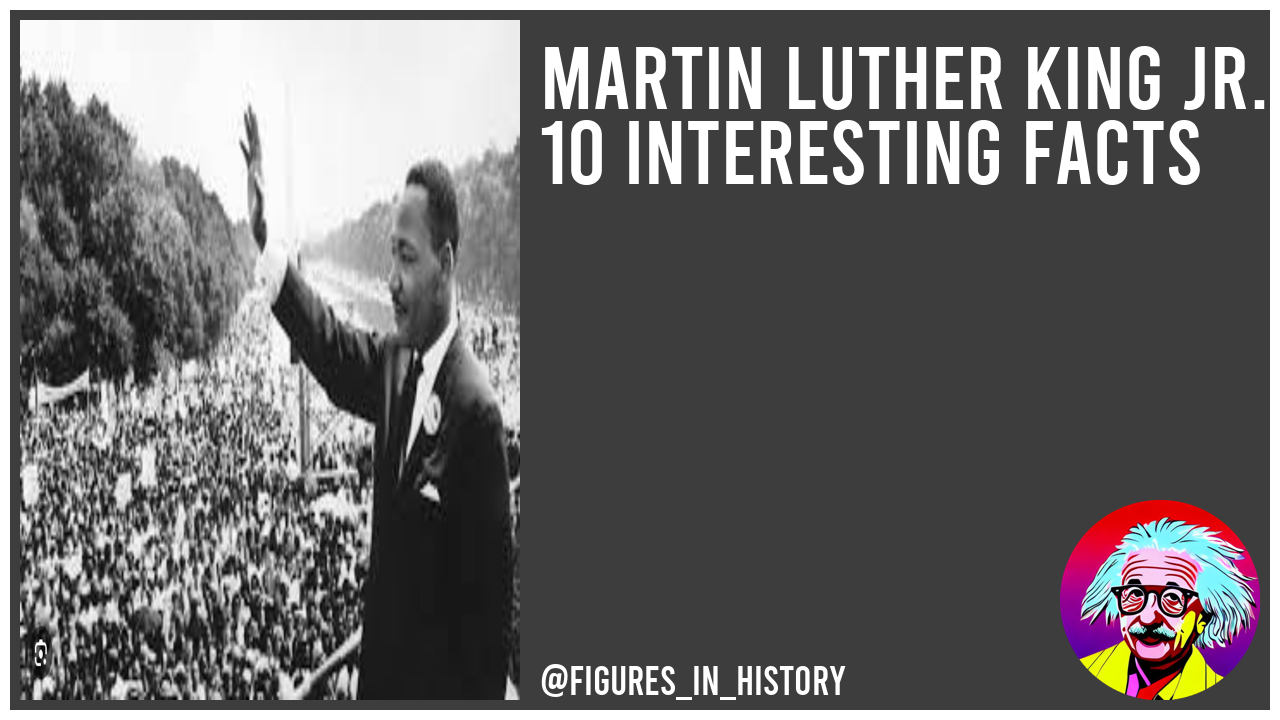 MARTIN LUTHER KING JR.
10 INTERESTING FACTS
@FIGURES_IN_HISTORY